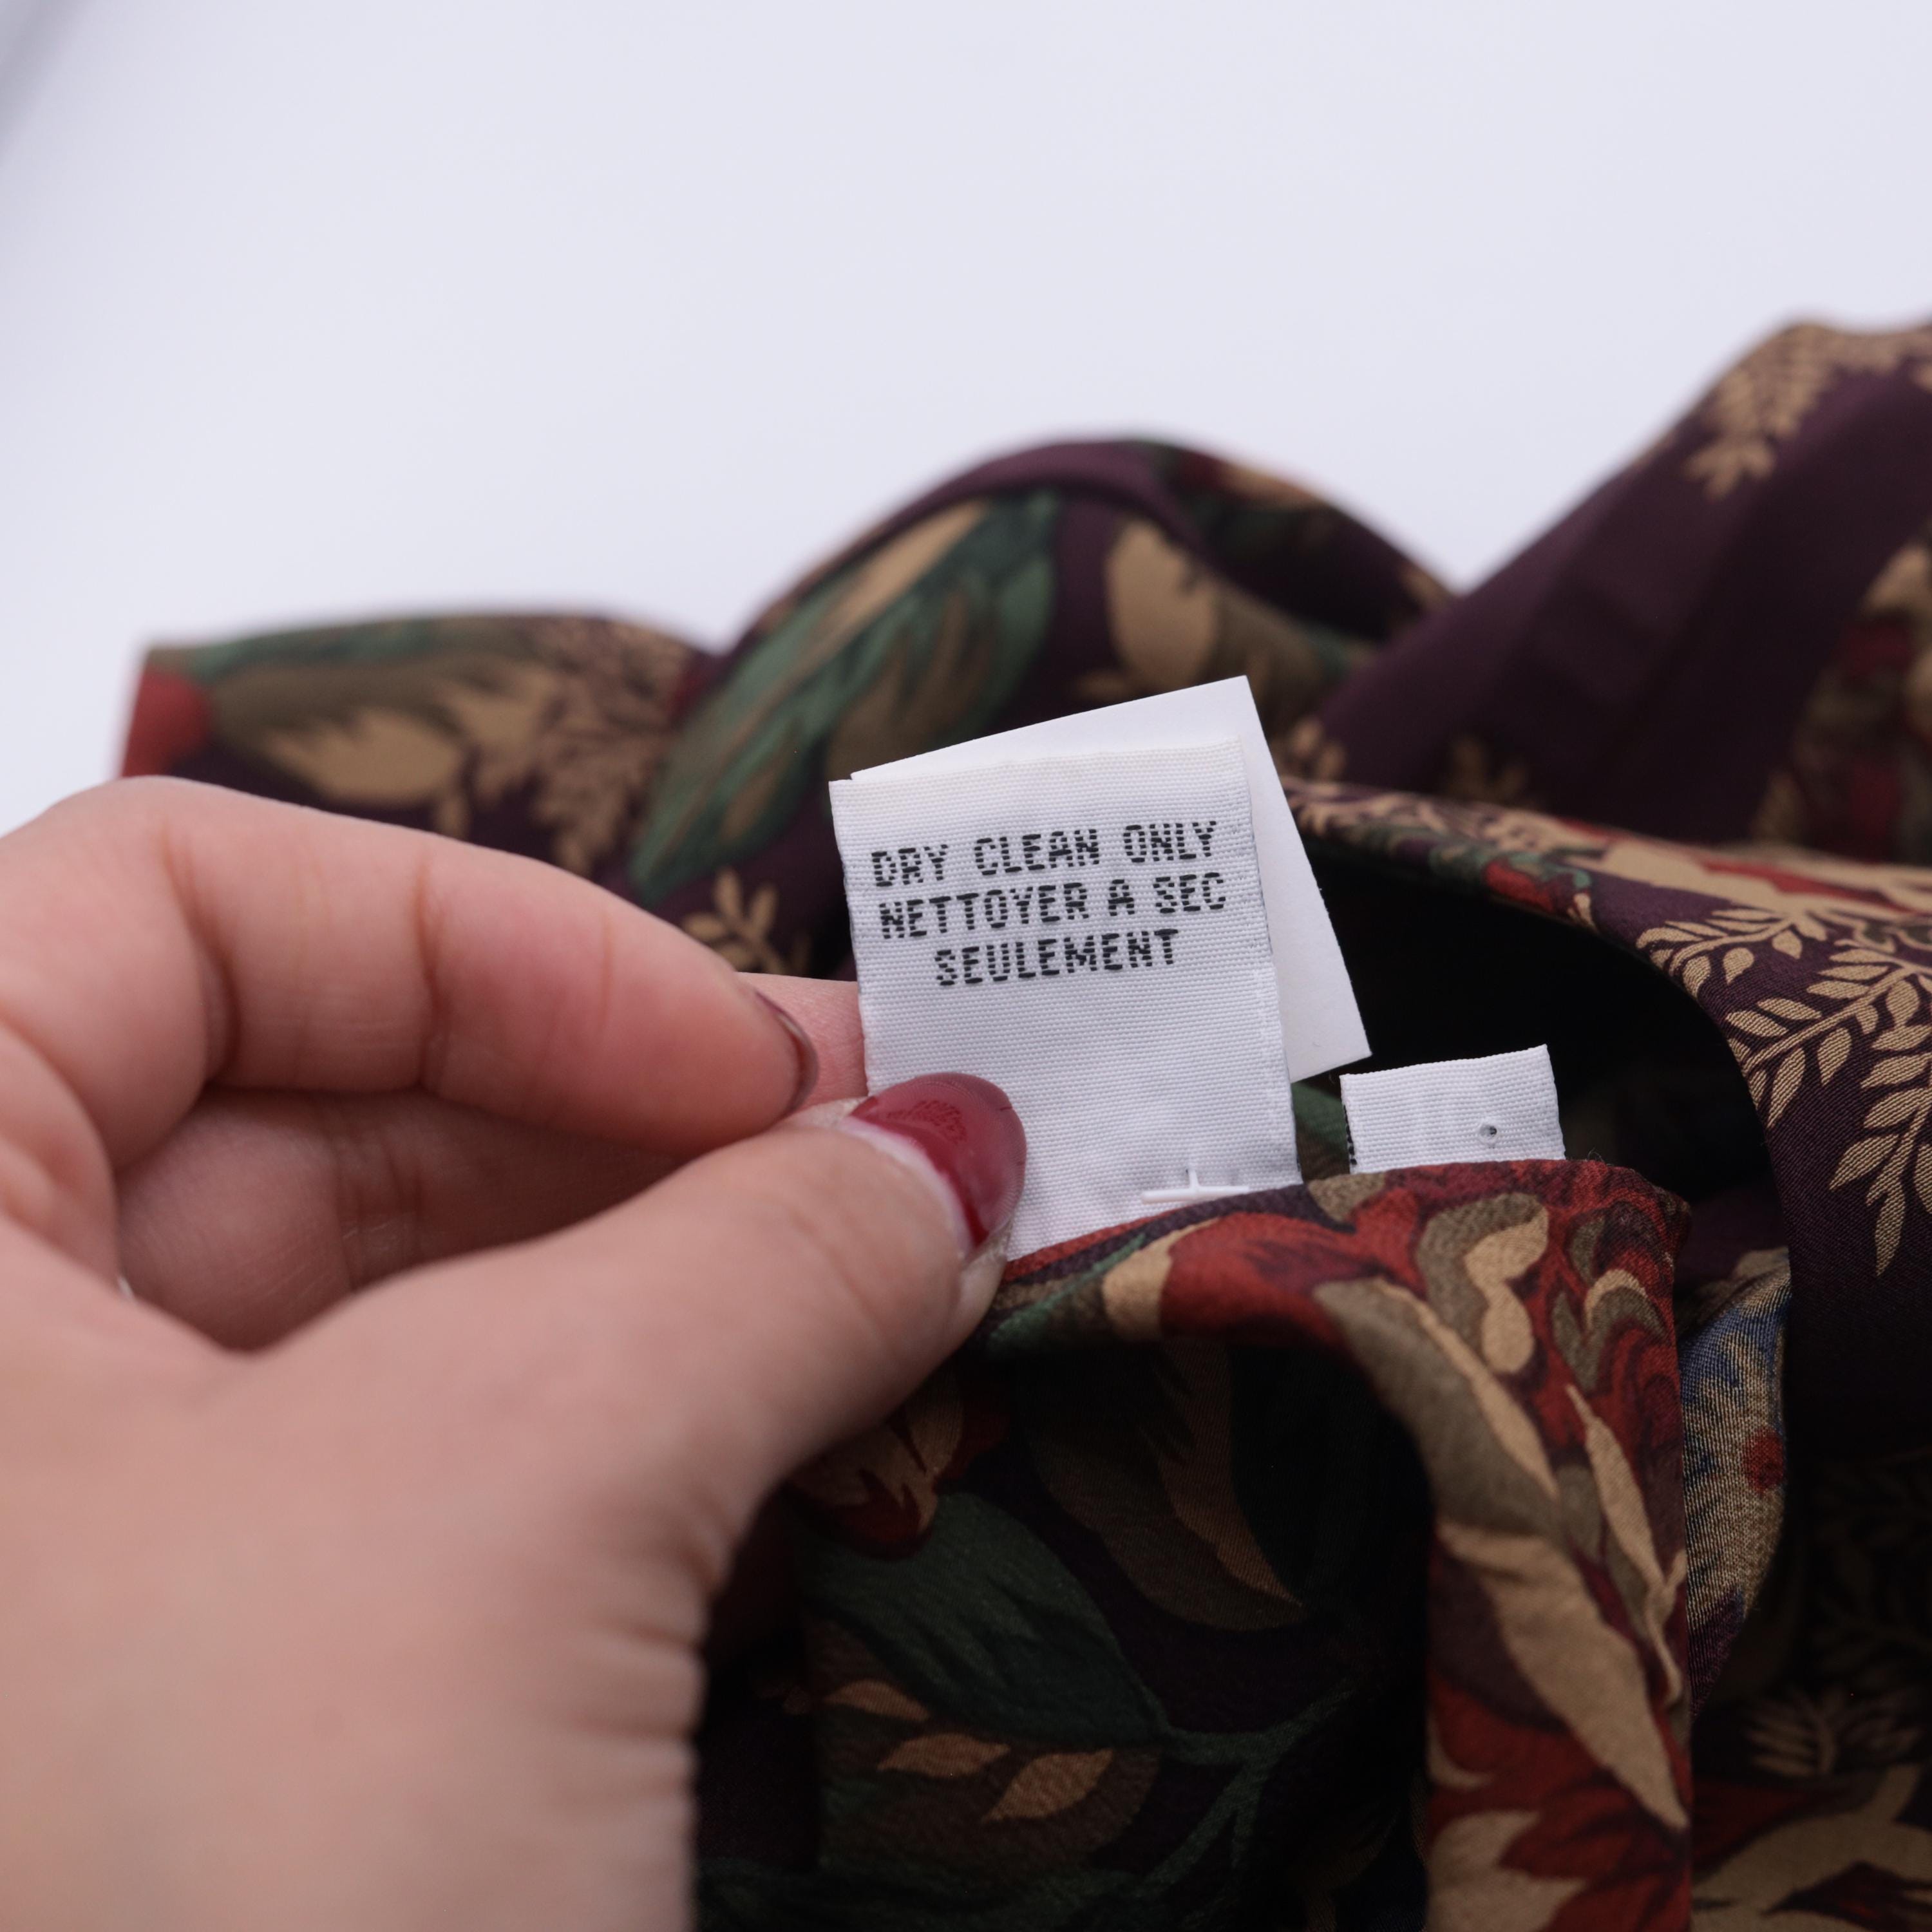 DRY CLEAN ONLY
NETTOYER A SEC
SEULEMENT